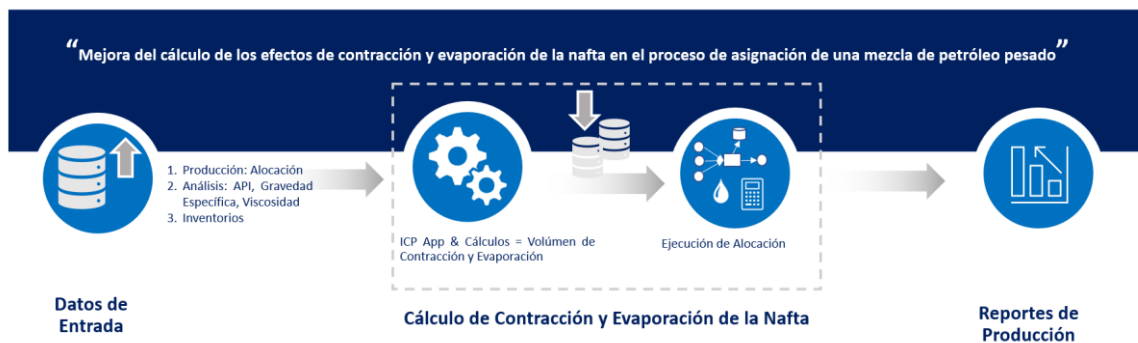 “Mejora del cálculo de los efectos de contracción y evaporación de la nafta en el proceso de asignación de una mezcla de petróleo pesado”
1. Producción: Alocación
2. Análisis: API, Gravedad
Específica, Viscosidad
3. Inventorios
ICP App & Cálculos = Volúmen de
Contracción y Evaporación
Ejecución de Alocación
Datos de
Entrada
Cálculo de Contracción y Evaporación de la Nafta
Reportes de
Producción